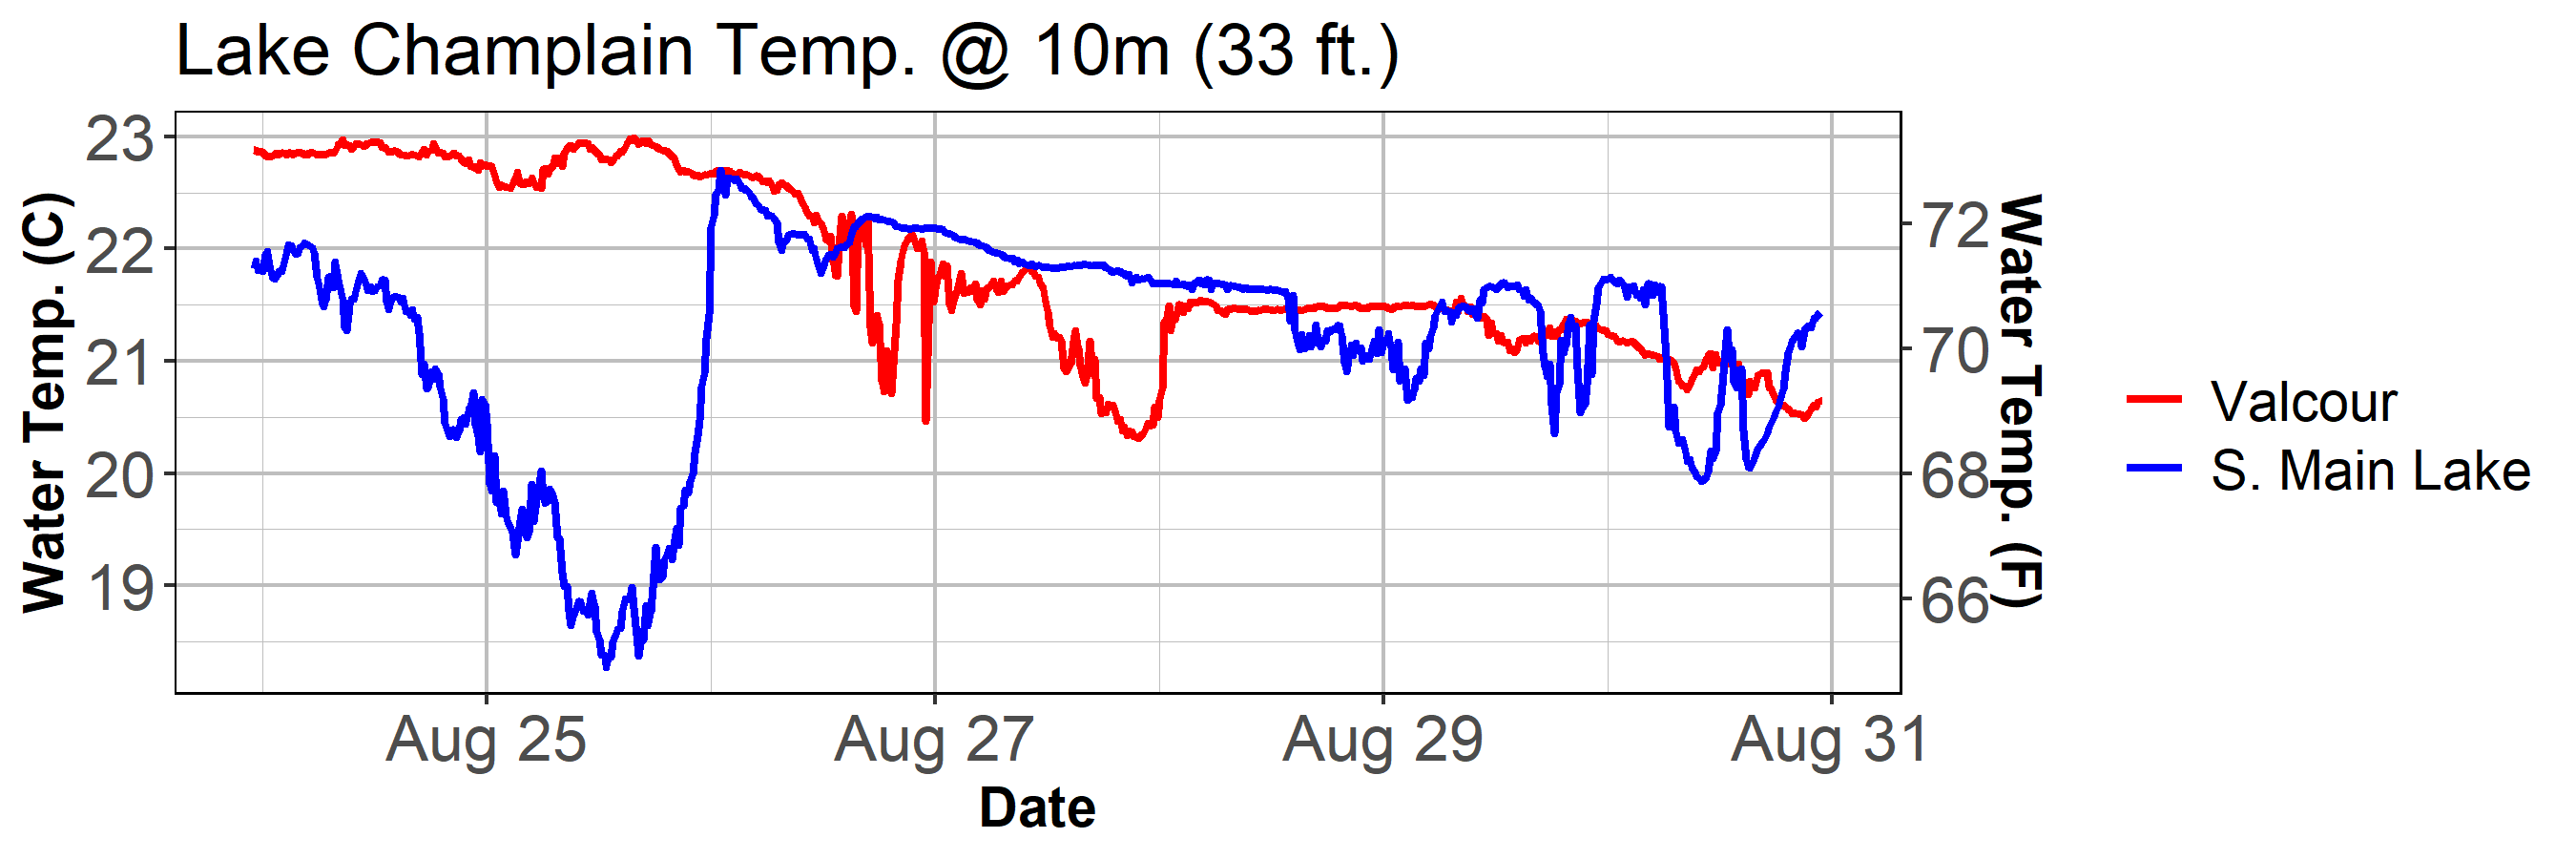 Lake Champlain Temp. @ 10m (33 ft.)
Water Temp. (C)
23
22
21
20
19
72
70
68
66
Water Temp. (F)
Aug 25
Aug 27
Aug 29
Aug 31
Date
Valcour
S. Main Lake